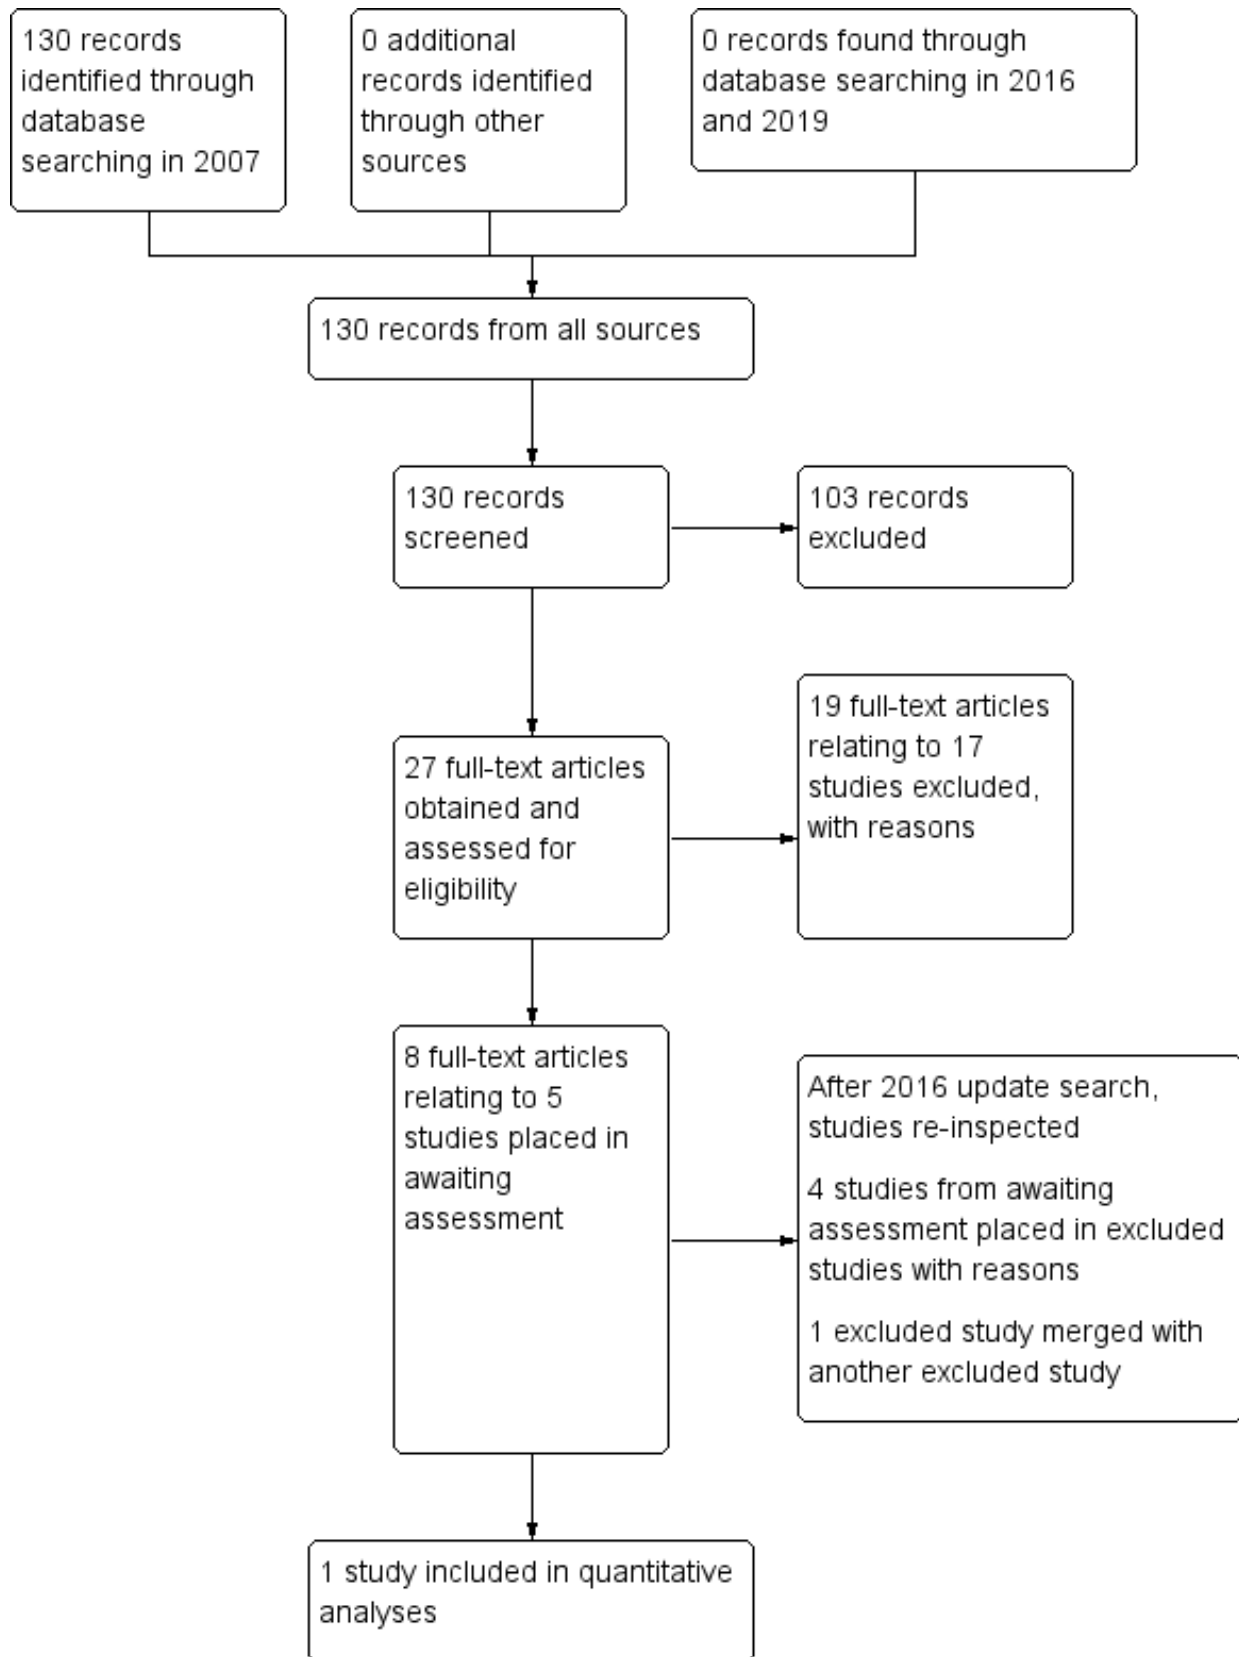 130 records
identified through
database
searching in 2007
0 additional
records identified
through other
sources
0 records found through
database searching in 2016
and 2019
130 records from all sources
130 records
screened
103 records
excluded
27 full-text articles
obtained and
assessed for
eligibility
19 full-text articles
relating to 17
studies excluded,
with reasons
8 full-text articles
relating to 5
studies placed in
awaiting
assessment
After 2016 update search,
studies re-inspected
4 studies from awaiting
assessment placed in excluded
studies with reasons
1 excluded study merged with
another excluded study
1 study included in quantitative
analyses